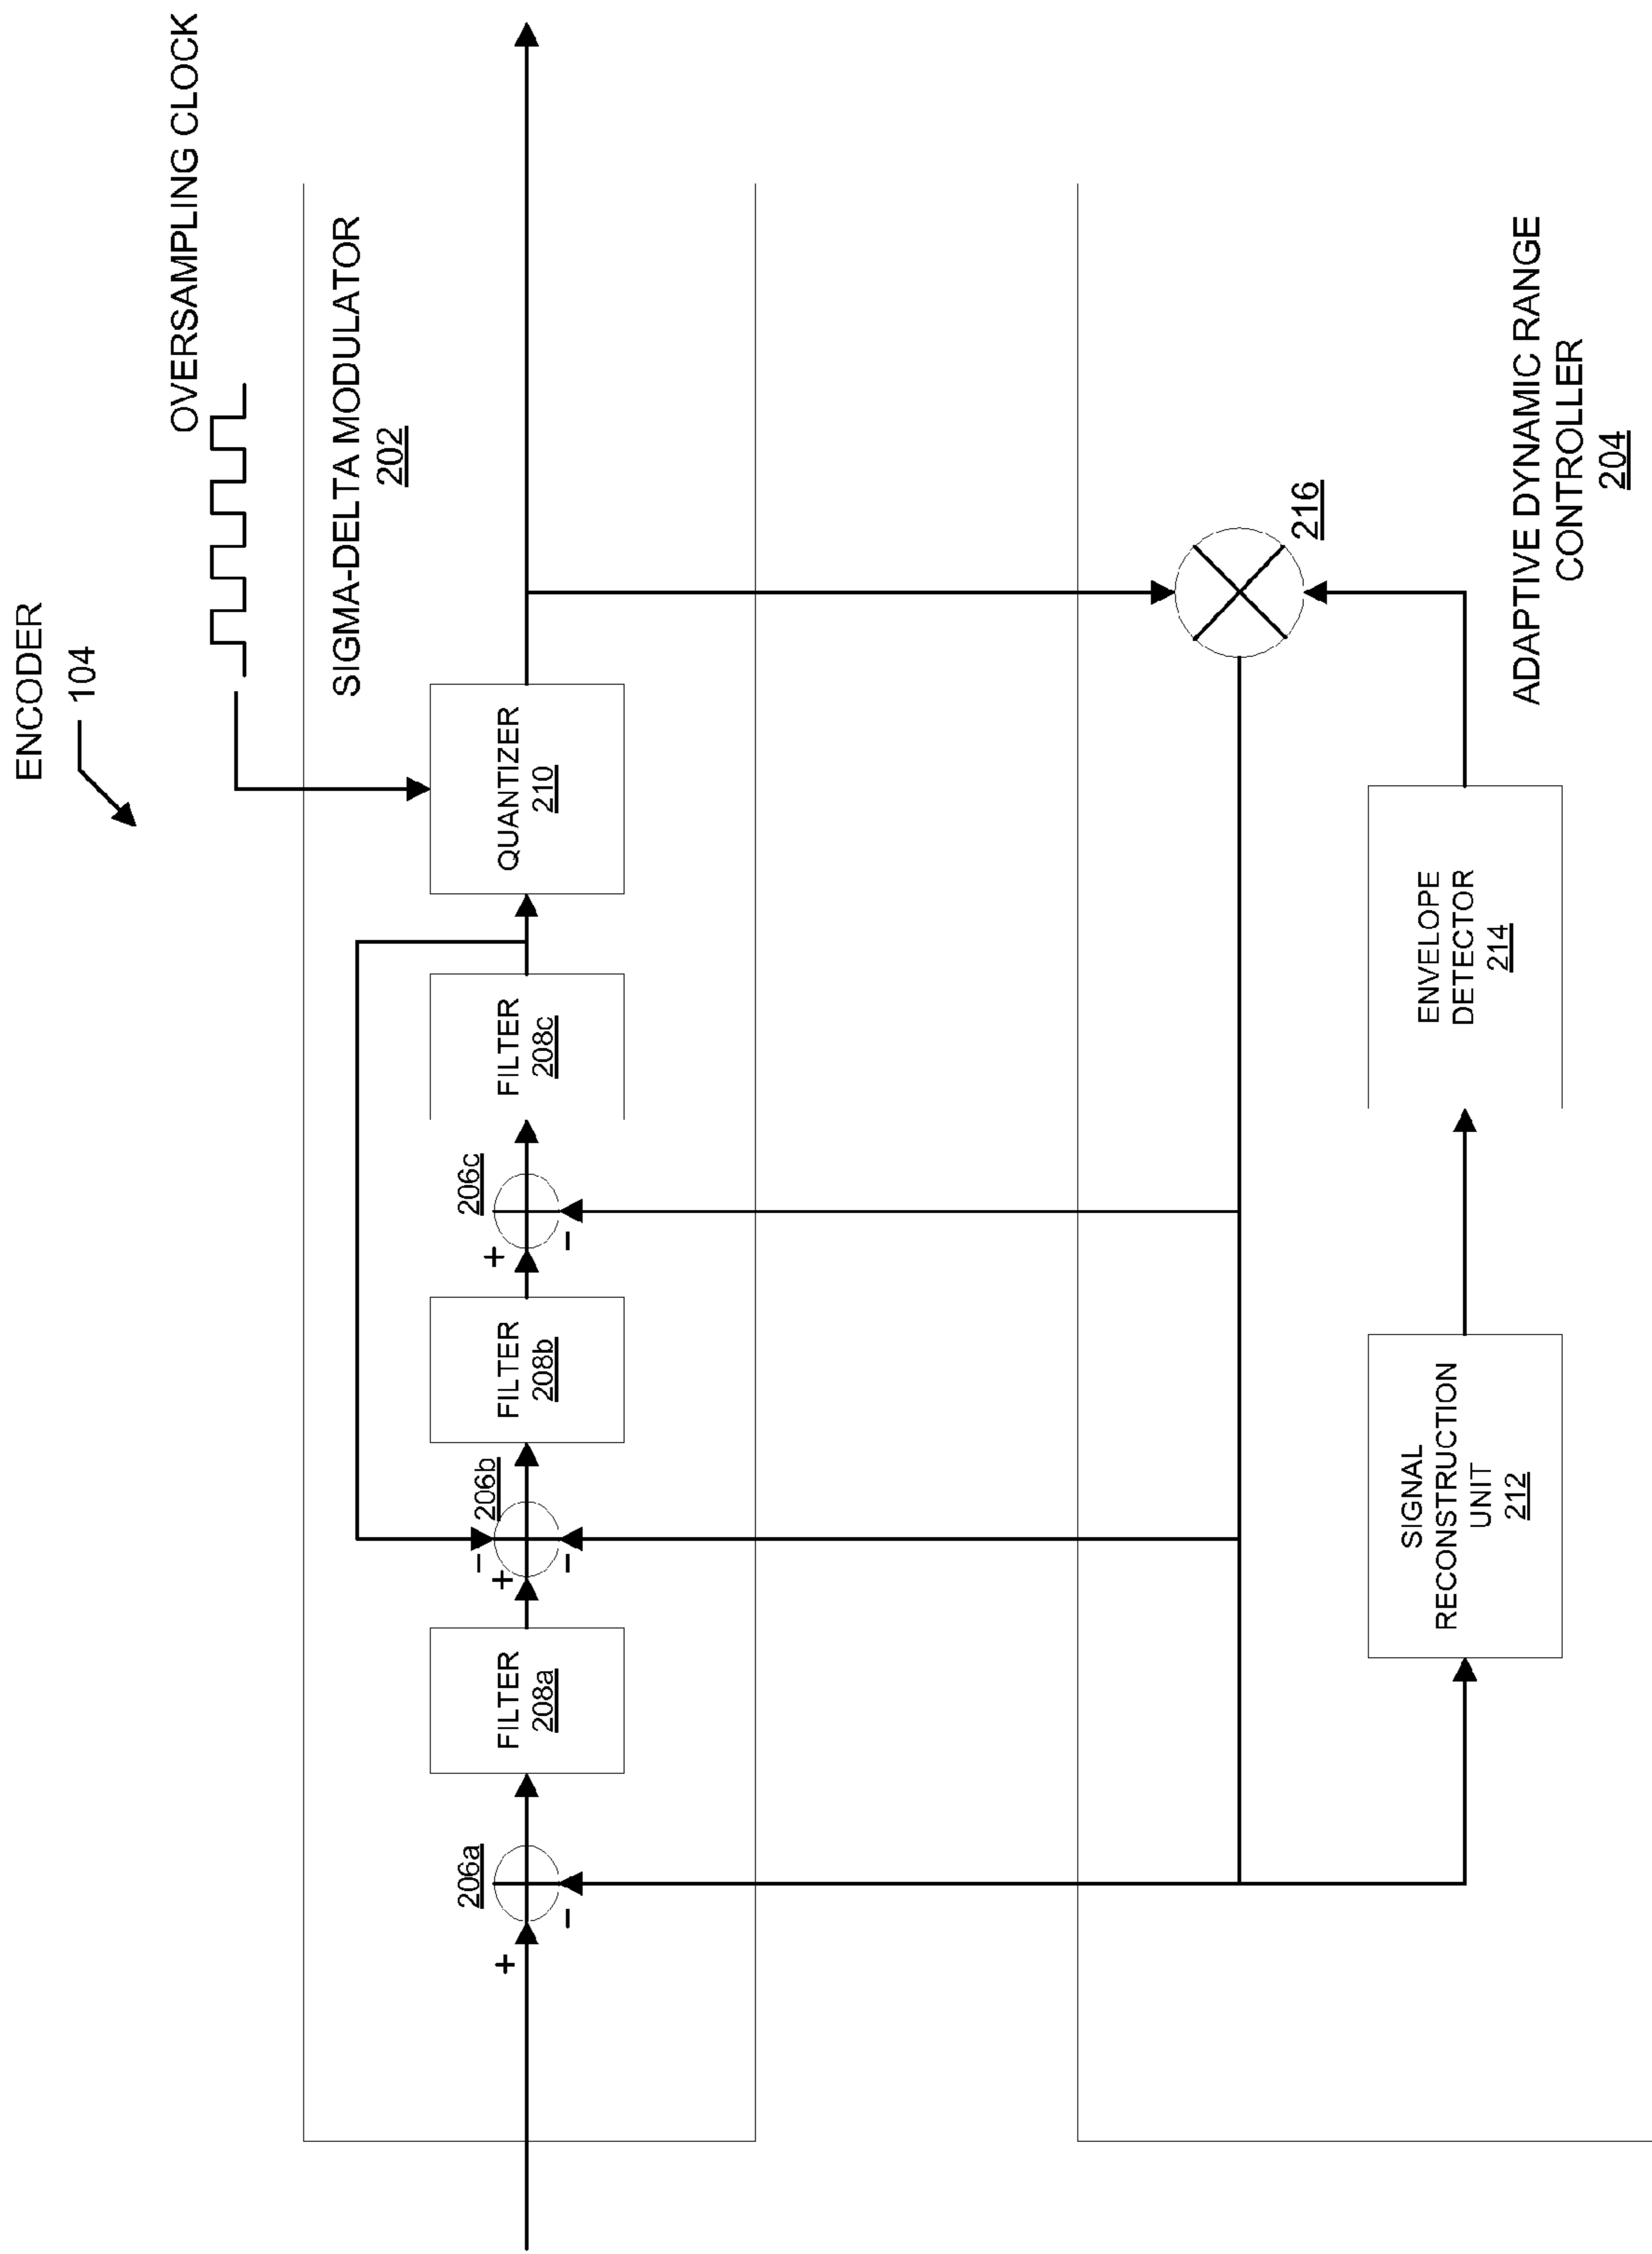 ENCODER
104
OVERSAMPLING CLOCK
SIGMA-DELTA MODULATOR
202
206a
+
-
FILTER
208a
206b
-
+
-
FILTER
208b
206c
+
-
FILTER
208c
QUANTIZER
210
216
SIGNAL
RECONSTRUCTION
UNIT
212
ENVELOPE
DETECTOR
214
ADAPTIVE DYNAMIC RANGE
CONTROLLER
204